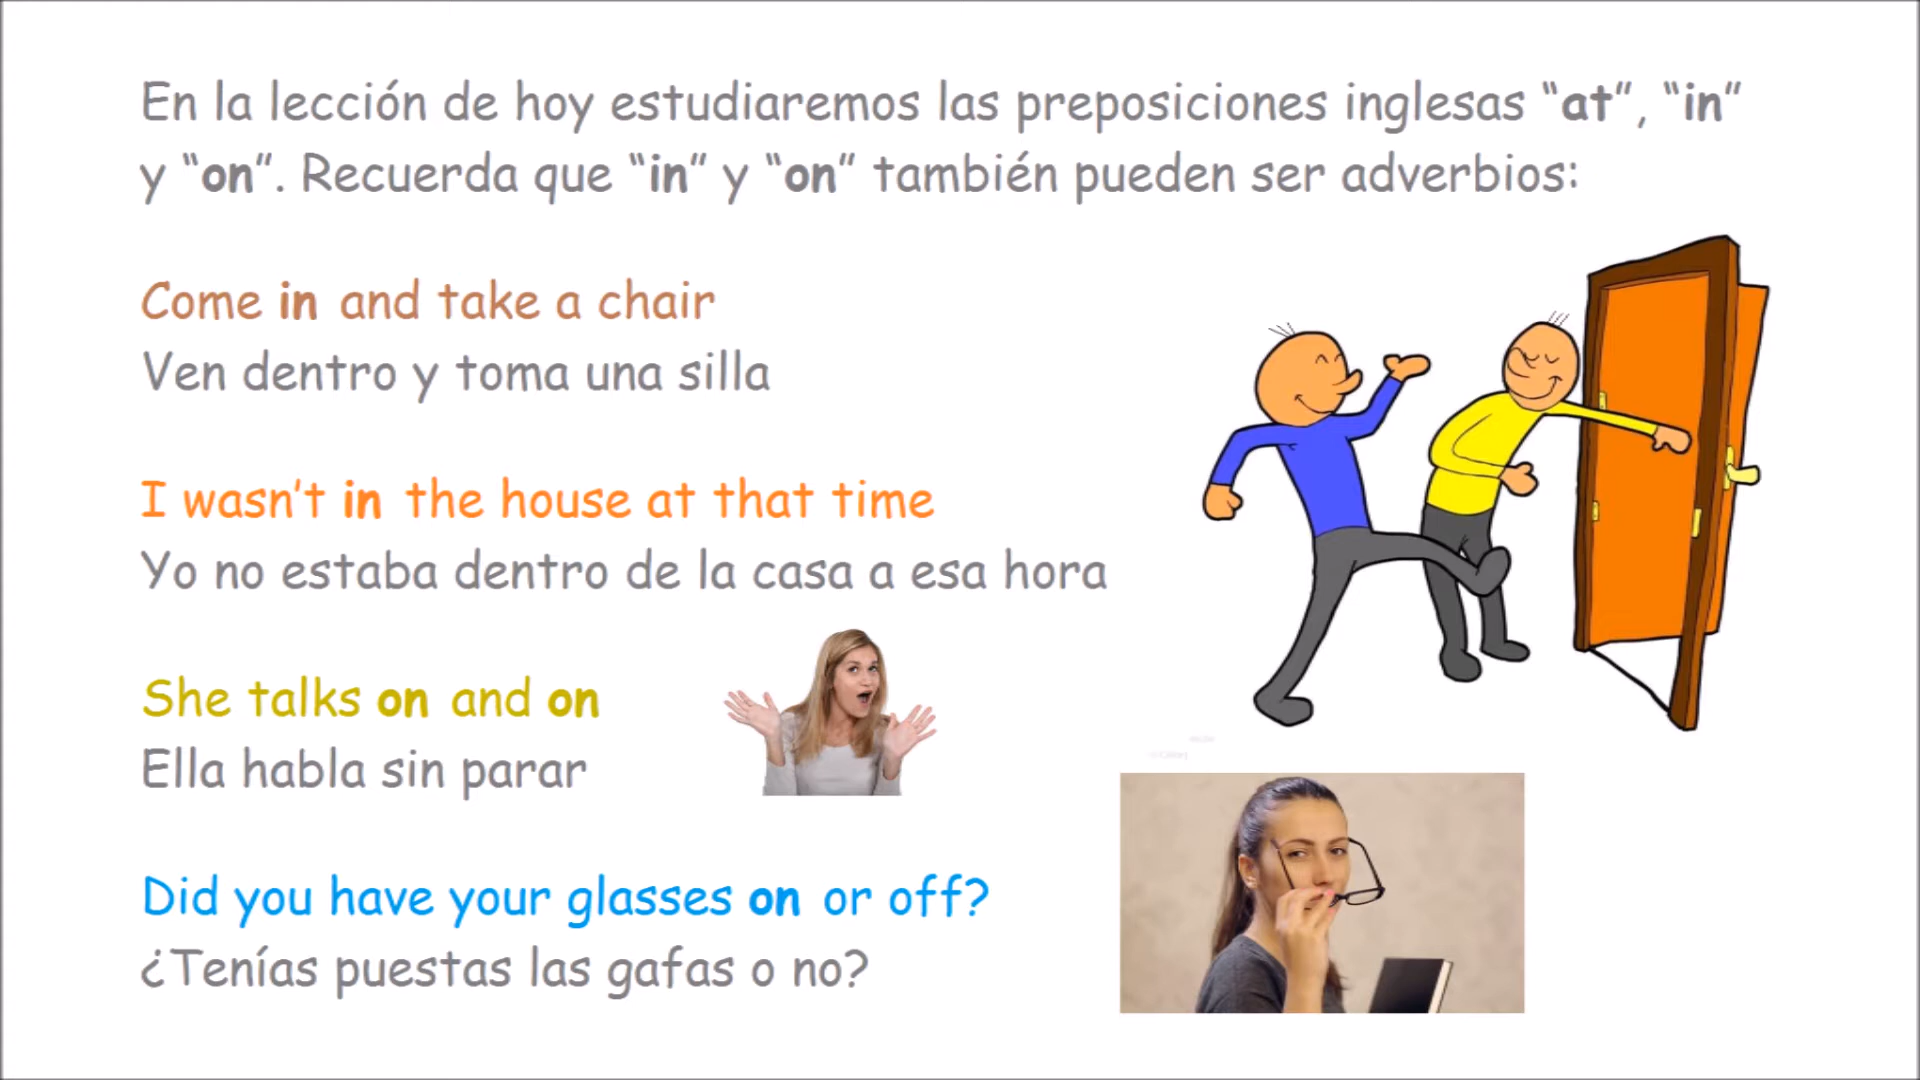 En la lección de hoy estudiaremos las preposiciones inglesas “at”, “in”
y “on”. Recuerda que “in” y “on” también pueden ser adverbios:
Come in and take a chair
Ven dentro y toma una silla
I wasn’t in the house at that time
Yo no estaba dentro de la casa a esa hora
She talks on and on
Ella habla sin parar
Did you have your glasses on or off?
¿Tenías puestas las gafas o no?